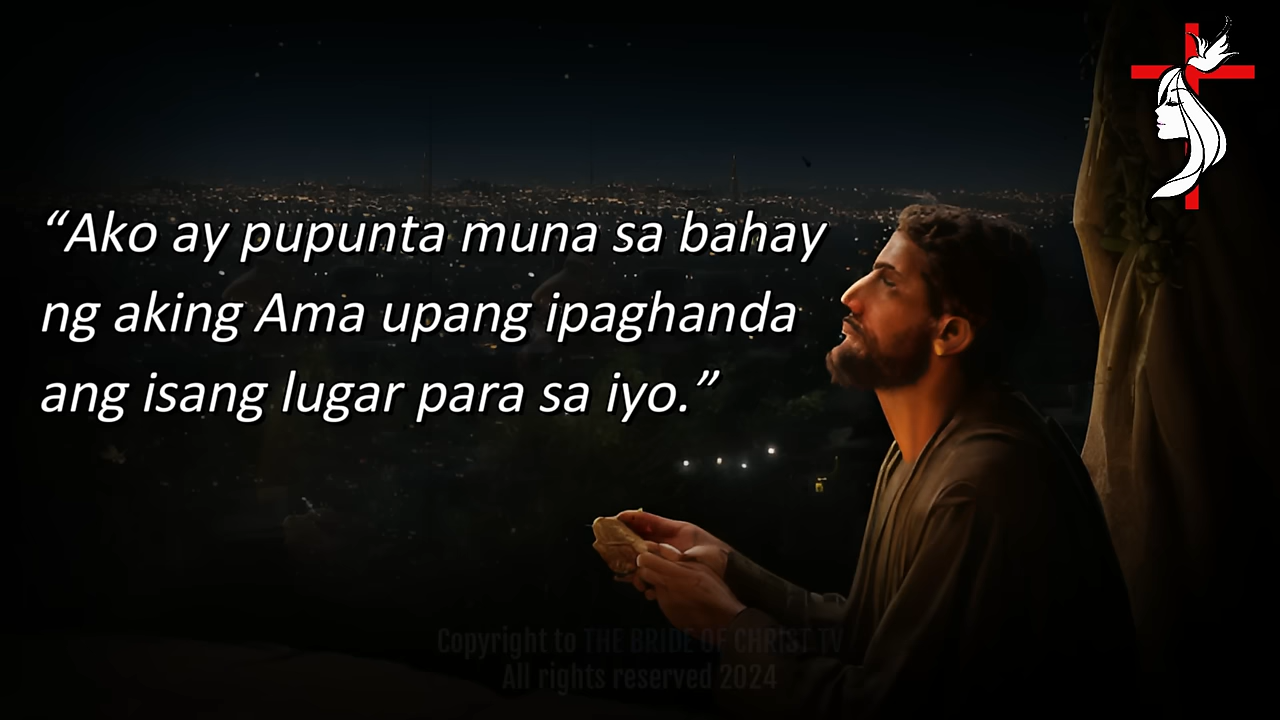 “Ako ay pupunta muna sa bahay
ng aking Ama upang ipaghanda
ang isang lugar para sa iyo.”
Copyright to THE BRIDE OF CHRIST TV
All rights reserved 2024